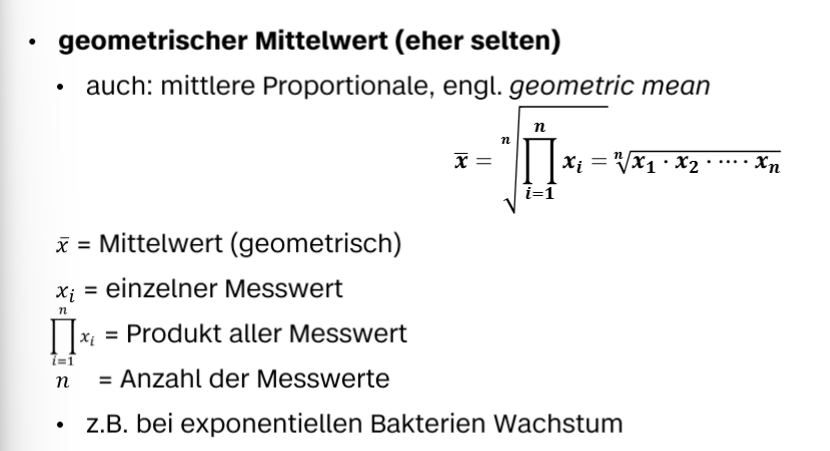 • geometrischer Mittelwert (eher selten)
• auch: mittlere Proportionale, engl. geometric mean
x̄ = ⁿ√(∏ᵢ₌₁ⁿ xᵢ) = ⁿ√(x₁ · x₂ · ⋯ · xₙ)
x̄ = Mittelwert (geometrisch)
xᵢ = einzelner Messwert
∏ᵢ₌₁ⁿ xᵢ = Produkt aller Messwert
n = Anzahl der Messwerte
• z.B. bei exponentiellen Bakterien Wachstum